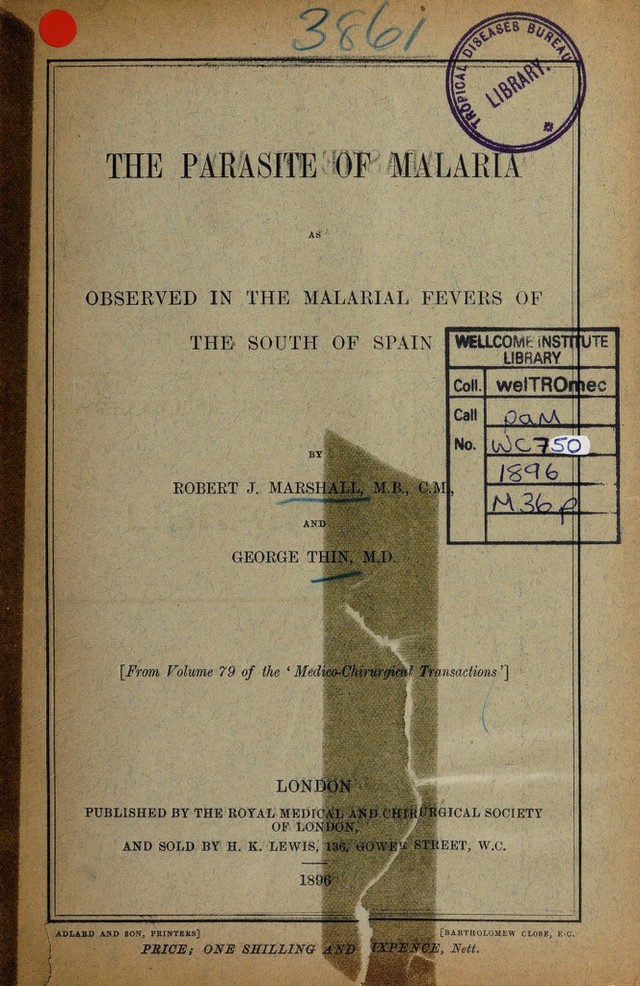 3861
TROPICAL DISEASES BUREAU
LIBRARY.
THE PARASITE OF MALARIA
AS
OBSERVED IN THE MALARIAL FEVERS OF
THE SOUTH OF SPAIN
WELLCOME INSTITUTE
LIBRARY
Coll. welTROmec
Call pam
No. WC750
1896
M36p
BY
ROBERT J. MARSHALL, M.B., C.M.,
AND
GEORGE THIN, M.D.
[From Volume 79 of the ‘Medico-Chirurgical Transactions’]
LONDON
PUBLISHED BY THE ROYAL MEDICAL AND CHIRURGICAL SOCIETY
OF LONDON,
AND SOLD BY H. K. LEWIS, 136, GOWER STREET, W.C.
1896
ADLARD AND SON, PRINTERS] [BARTHOLOMEW CLOSE, E.C.
PRICE; ONE SHILLING AND SIXPENCE, Nett.